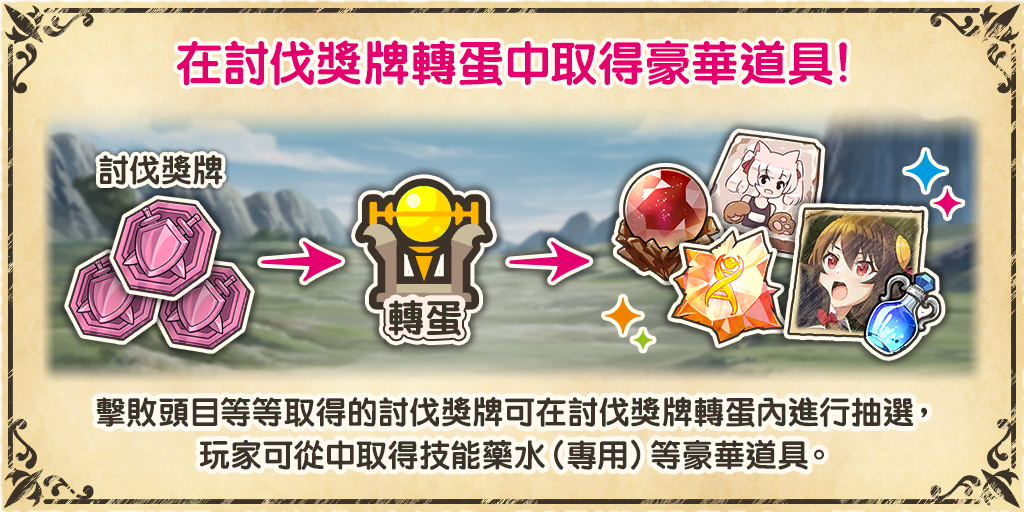 在討伐獎牌轉蛋中取得豪華道具!
討伐獎牌
轉蛋
擊敗頭目等等取得的討伐獎牌可在討伐獎牌轉蛋內進行抽選，
玩家可從中取得技能藥水（專用）等豪華道具。